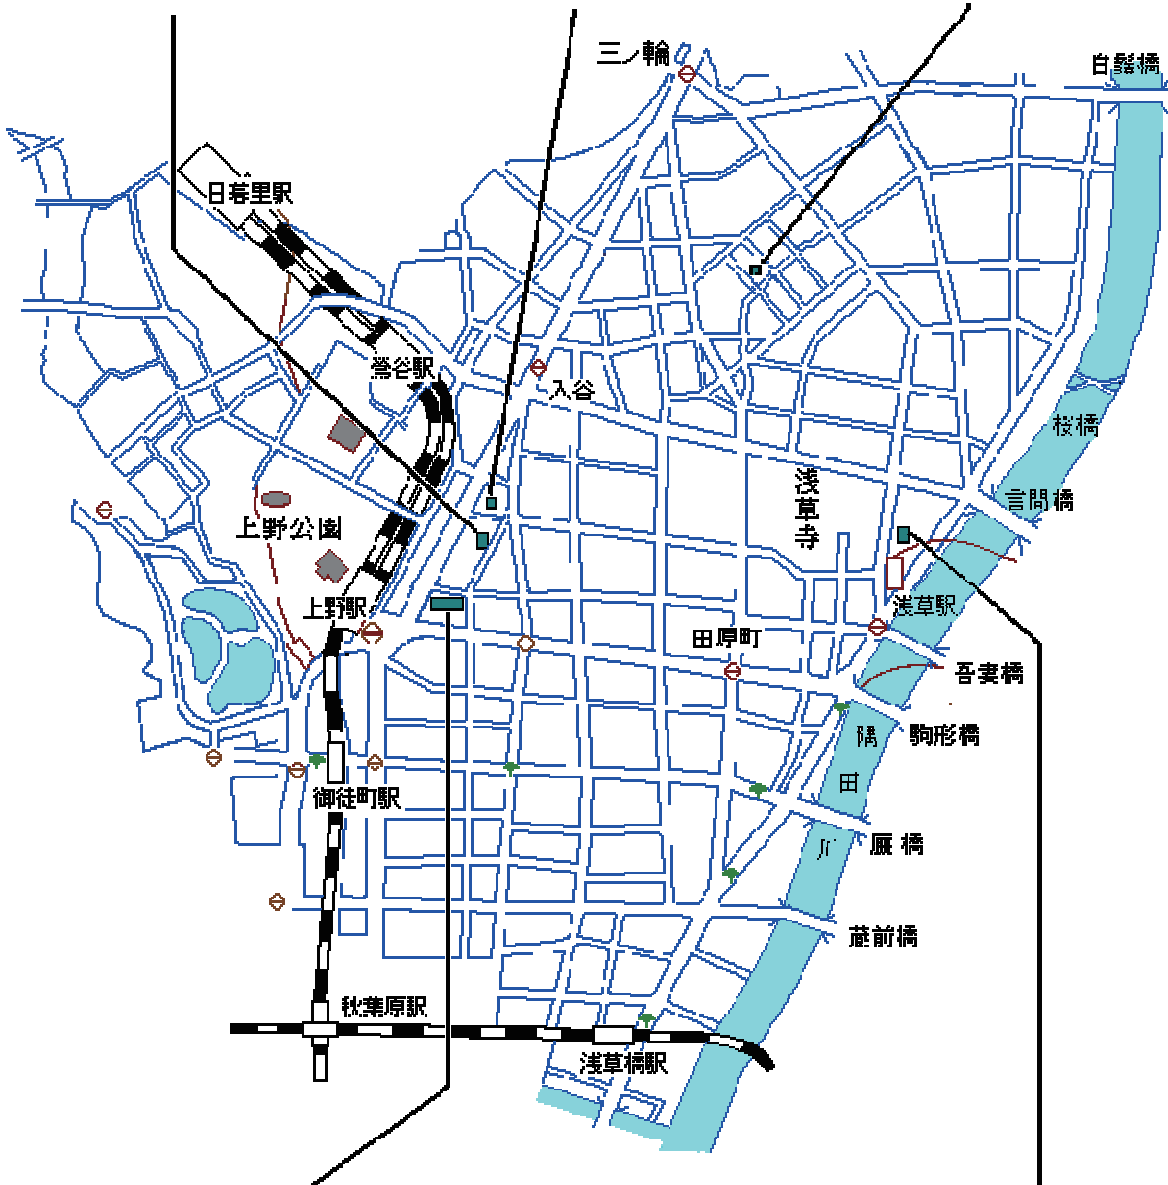 三ノ輪
白鬚橋
日暮里駅
鶯谷駅
入谷
桜橋
言問橋
浅草寺
上野公園
上野駅
浅草駅
田原町
吾妻橋
駒形橋
隅田川
御徒町駅
厩橋
蔵前橋
秋葉原駅
浅草橋駅